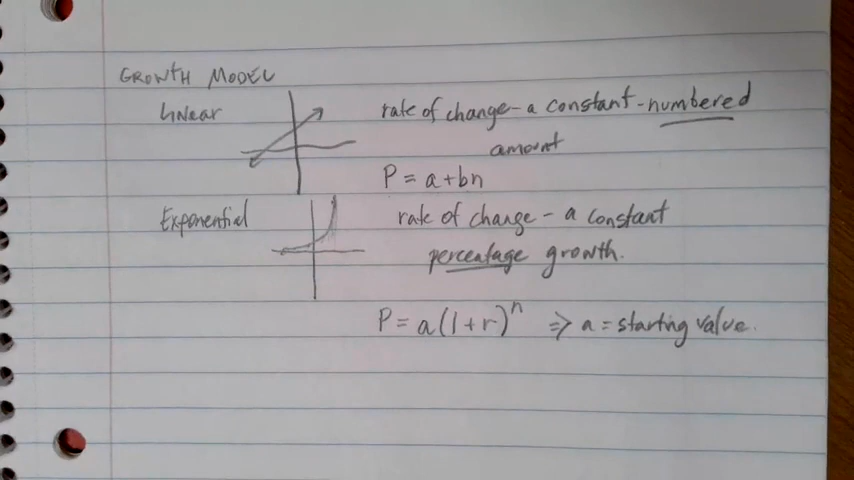 GROWTH MODEL
Linear rate of change - a constant - numbered
amount
P = a + bn
Exponential rate of change - a constant
percentage growth.
P = a(1+r)^n ⇒ a = starting value.